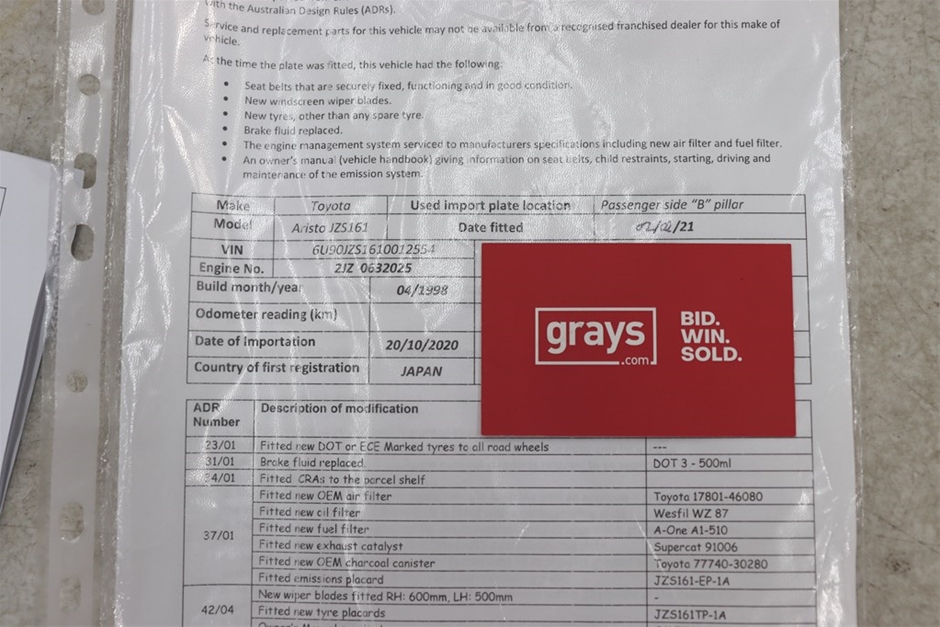 with the Australian Design Rules (ADRs).
Service and replacement parts for this vehicle may not be available from a recognised franchised dealer for this make of
vehicle.
At the time the plate was fitted, this vehicle had the following:
• Seat belts that are securely fixed, functioning and in good condition.
• New windscreen wiper blades.
• New tyres, other than any spare tyre.
• Brake fluid replaced.
• The engine management system serviced to manufacturers specifications including new air filter and fuel filter.
• An owner's manual (vehicle handbook) giving information on seat belts, child restraints, starting, driving and
maintenance of the emission system.
Make Toyota Used import plate location Passenger side "B" pillar
Model Aristo JZS161 Date fitted 02/02/21
VIN 6U90JZS1610012554
Engine No. 2JZ 0632025
Build month/year 04/1998
Odometer reading (km)
Date of importation 20/10/2020
Country of first registration JAPAN
grays
.com
BID.
WIN.
SOLD.
ADR
Number Description of modification
23/01 Fitted new DOT or ECE Marked tyres to all road wheels ---
31/01 Brake fluid replaced DOT 3 - 500ml
34/01 Fitted CRAs to the parcel shelf
37/01 Fitted new OEM air filter Toyota 17801-46080
Fitted new oil filter Wesfil WZ 87
Fitted new fuel filter A-One A1-510
Fitted new exhaust catalyst Supercat 91006
Fitted new OEM charcoal canister Toyota 77740-30280
Fitted emissions placard JZS161-EP-1A
42/04 New wiper blades fitted RH: 600mm, LH: 500mm -
Fitted new tyre placards JZS161TP-1A